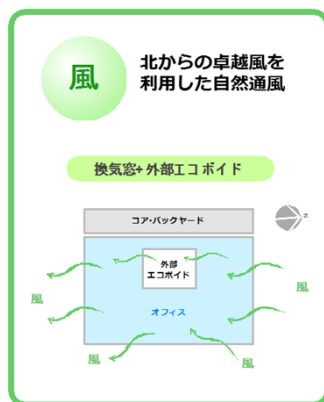 風
北からの卓越風を
利用した自然通風
換気窓+外部エコボイド
コア・バックヤード
N
外部
エコボイド
風
風
オフィス
風
風